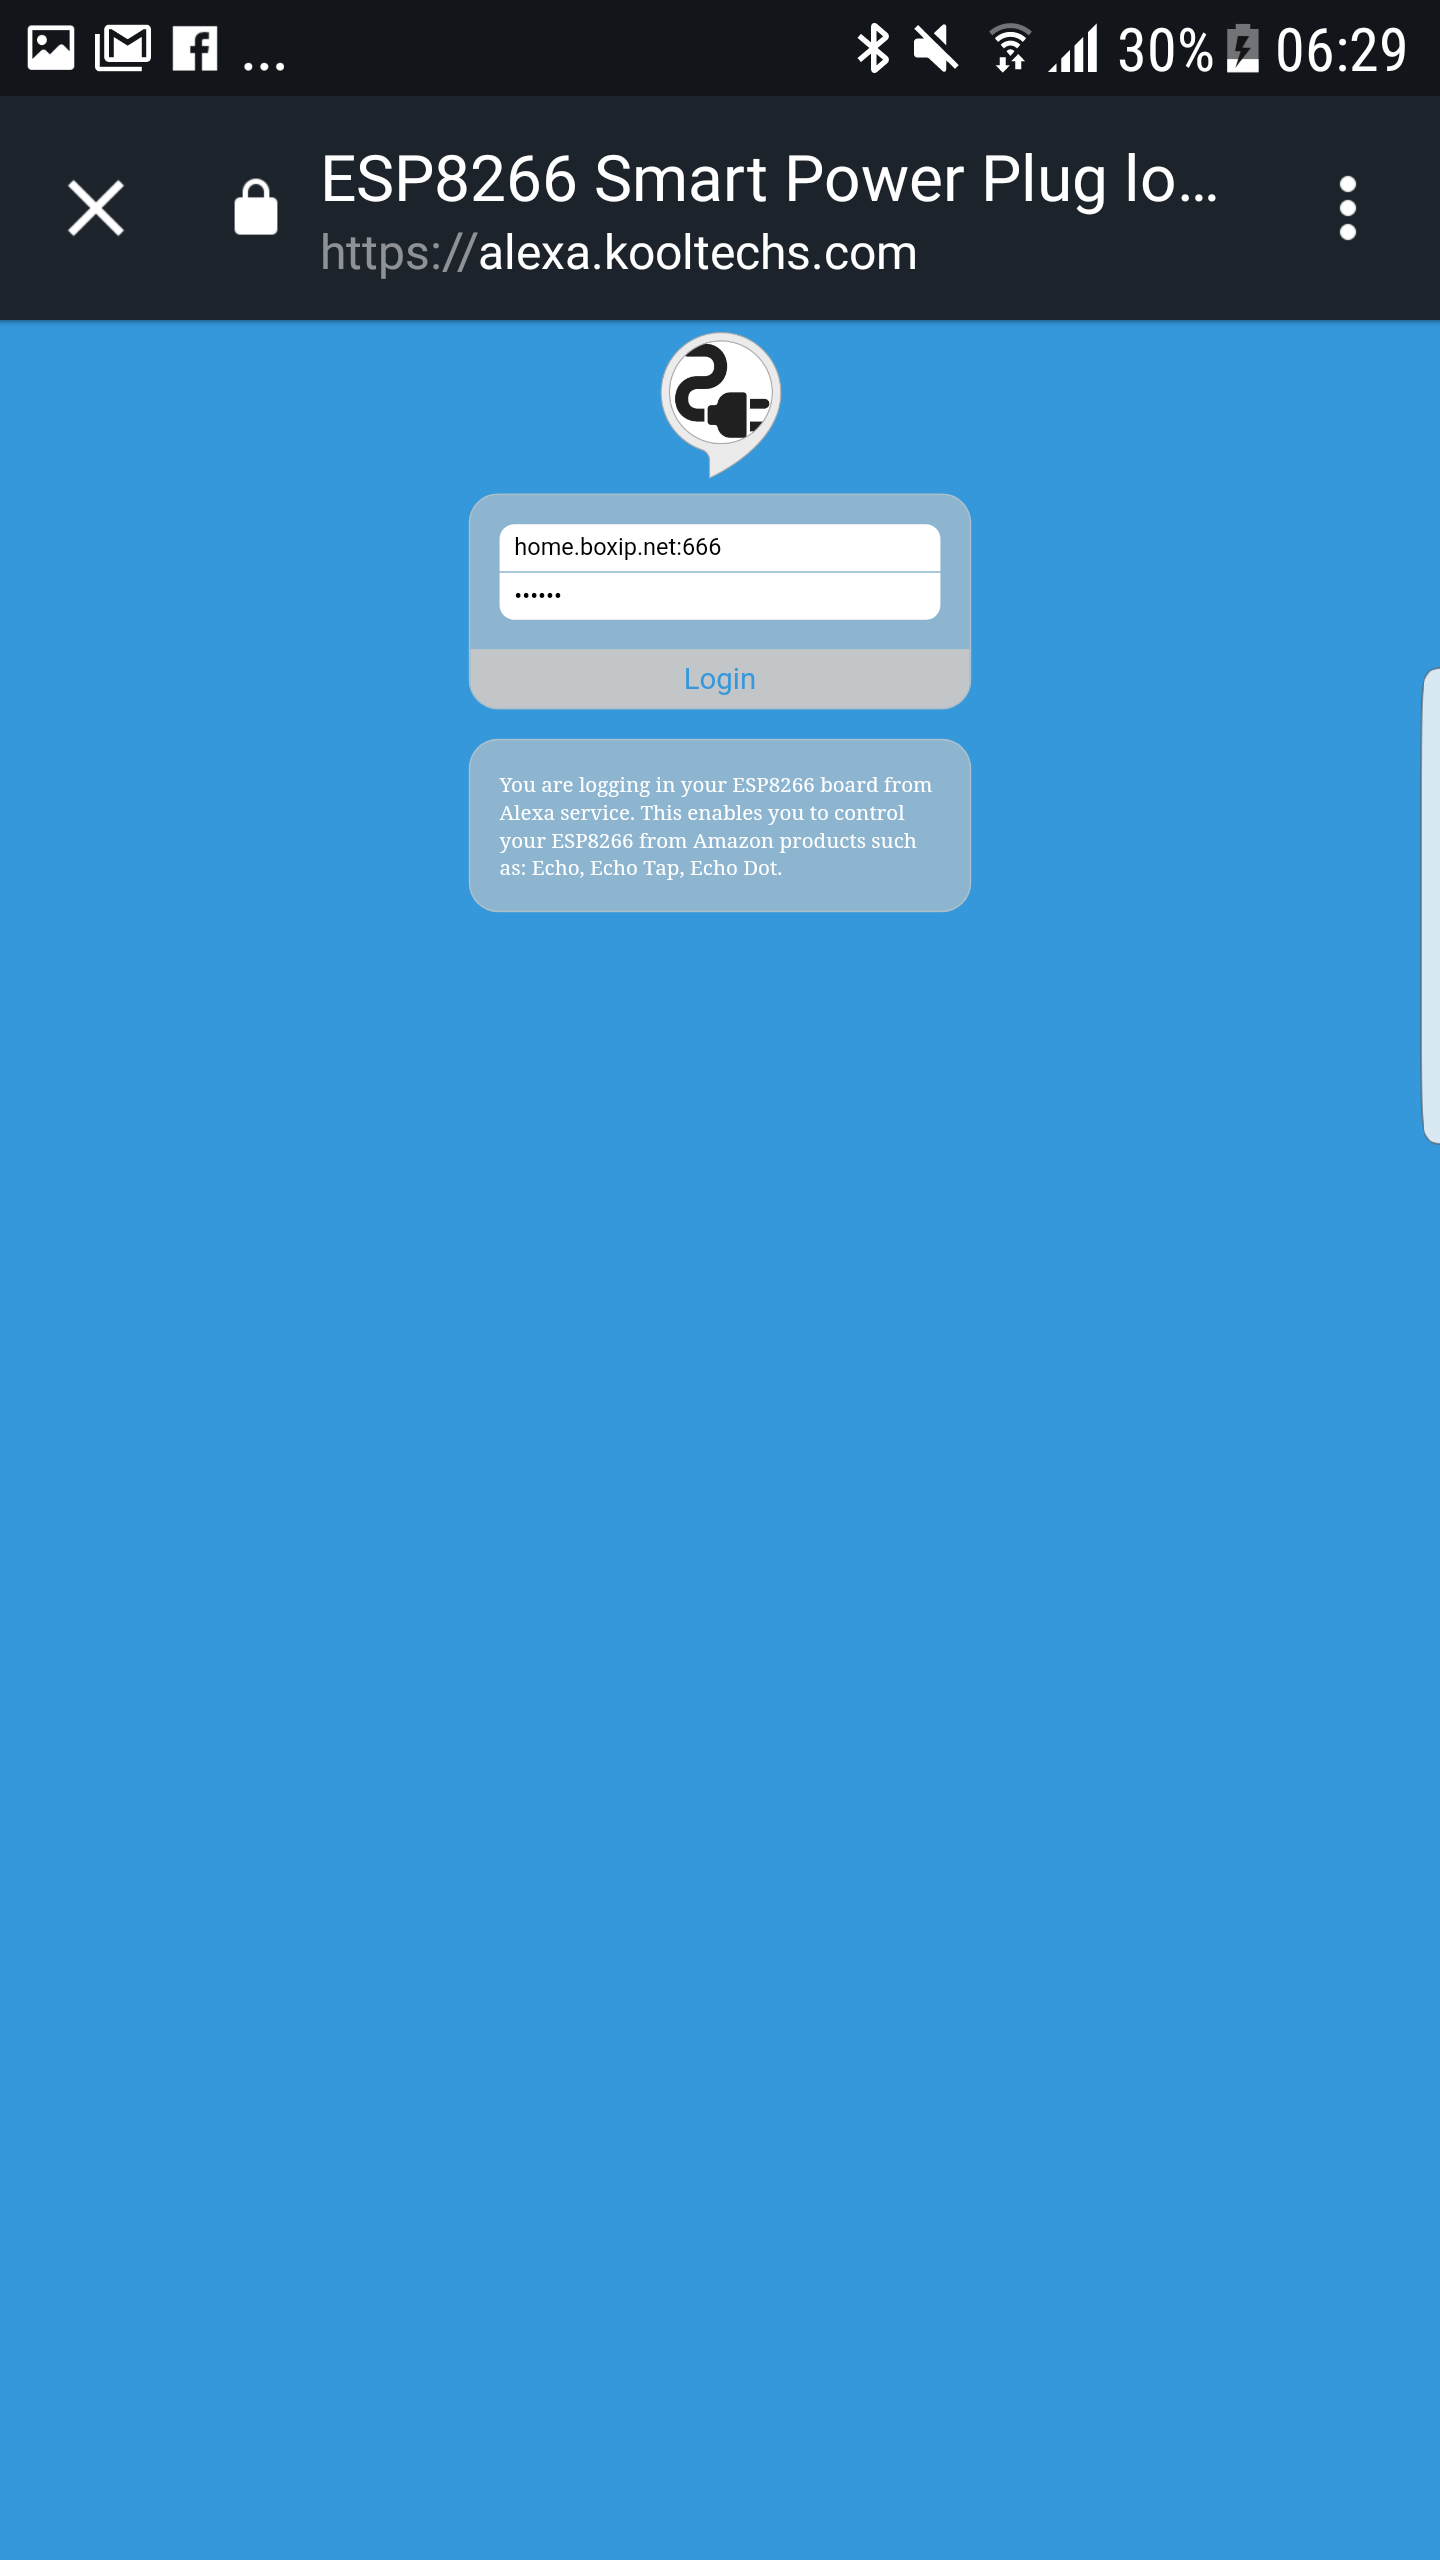 ... 30% 06:29
ESP8266 Smart Power Plug lo...
https://alexa.kooltechs.com
home.boxip.net:666
••••••
Login
You are logging in your ESP8266 board from
Alexa service. This enables you to control
your ESP8266 from Amazon products such
as: Echo, Echo Tap, Echo Dot.